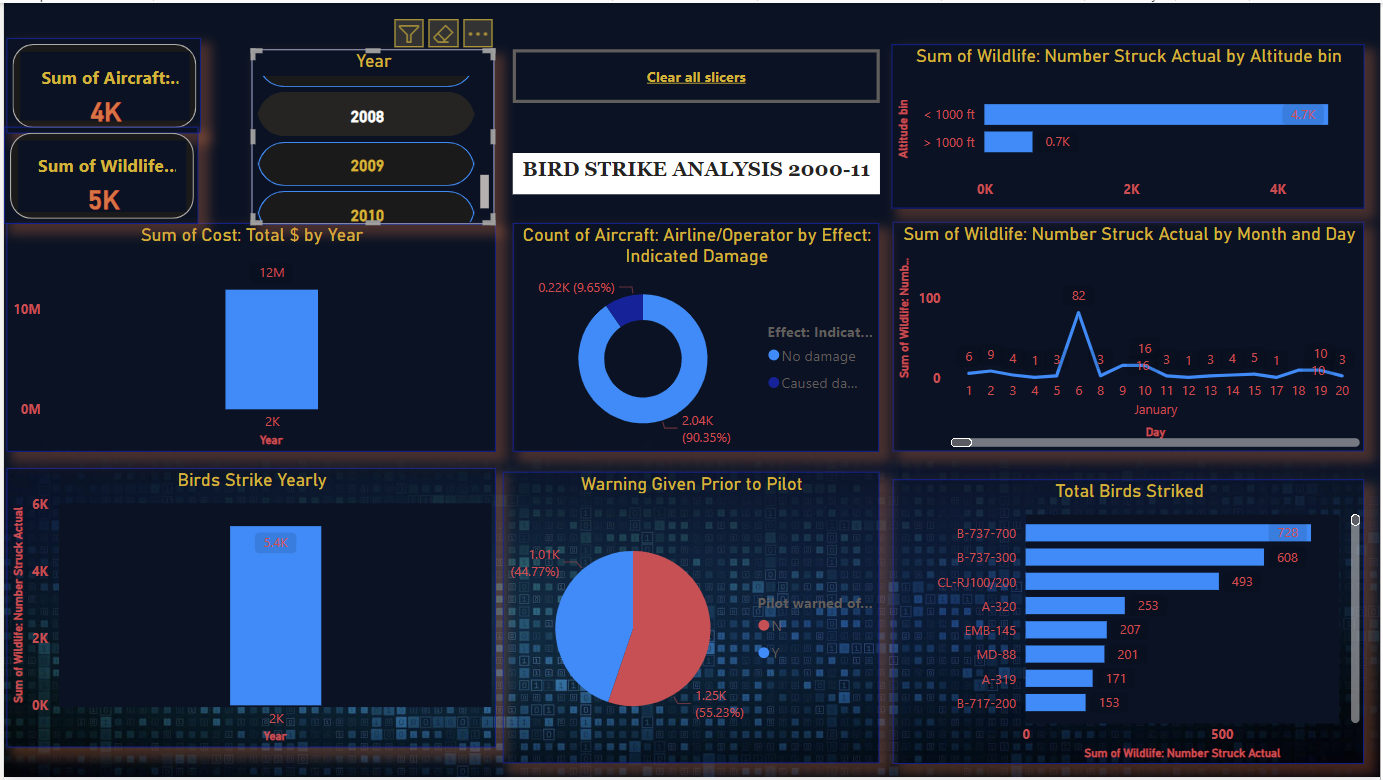 Sum of Aircraft:...
4K
Sum of Wildlife...
5K
Year
2008
2009
2010
Clear all slicers
BIRD STRIKE ANALYSIS 2000-11
Sum of Wildlife: Number Struck Actual by Altitude bin
Altitude bin
< 1000 ft
4.7K
> 1000 ft
0.7K
0K
2K
4K
Sum of Cost: Total $ by Year
12M
10M
0M
2K
Year
Count of Aircraft: Airline/Operator by Effect:
Indicated Damage
0.22K (9.65%)
Effect: Indicat...
No damage
Caused da...
2.04K
(90.35%)
Sum of Wildlife: Number Struck Actual by Month and Day
Sum of Wildlife: Numb...
100
0
6 9 4 1 3 82 3 16 16 3 1 3 4 5 1 10 10 3
1 2 3 4 5 6 8 9 10 11 12 13 14 15 17 18 19 20
January
Day
Birds Strike Yearly
Sum of Wildlife: Number Struck Actual
6K
5.4K
4K
2K
0K
2K
Year
Warning Given Prior to Pilot
1.01K
(44.77%)
Pilot warned of...
N
Y
1.25K
(55.23%)
Total Birds Striked
B-737-700 728
B-737-300 608
CL-RJ100/200 493
A-320 253
EMB-145 207
MD-88 201
A-319 171
B-717-200 153
0
500
Sum of Wildlife: Number Struck Actual